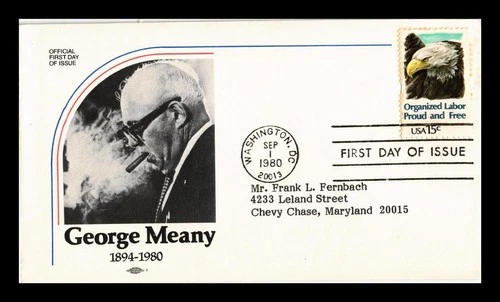 OFFICIAL
FIRST DAY
OF ISSUE
Organized Labor
Proud and Free
USA 15c
WASHINGTON, DC
SEP
1
1980
20013
FIRST DAY OF ISSUE
Mr. Frank L. Fernbach
4233 Leland Street
Chevy Chase, Maryland 20015
George Meany
1894-1980